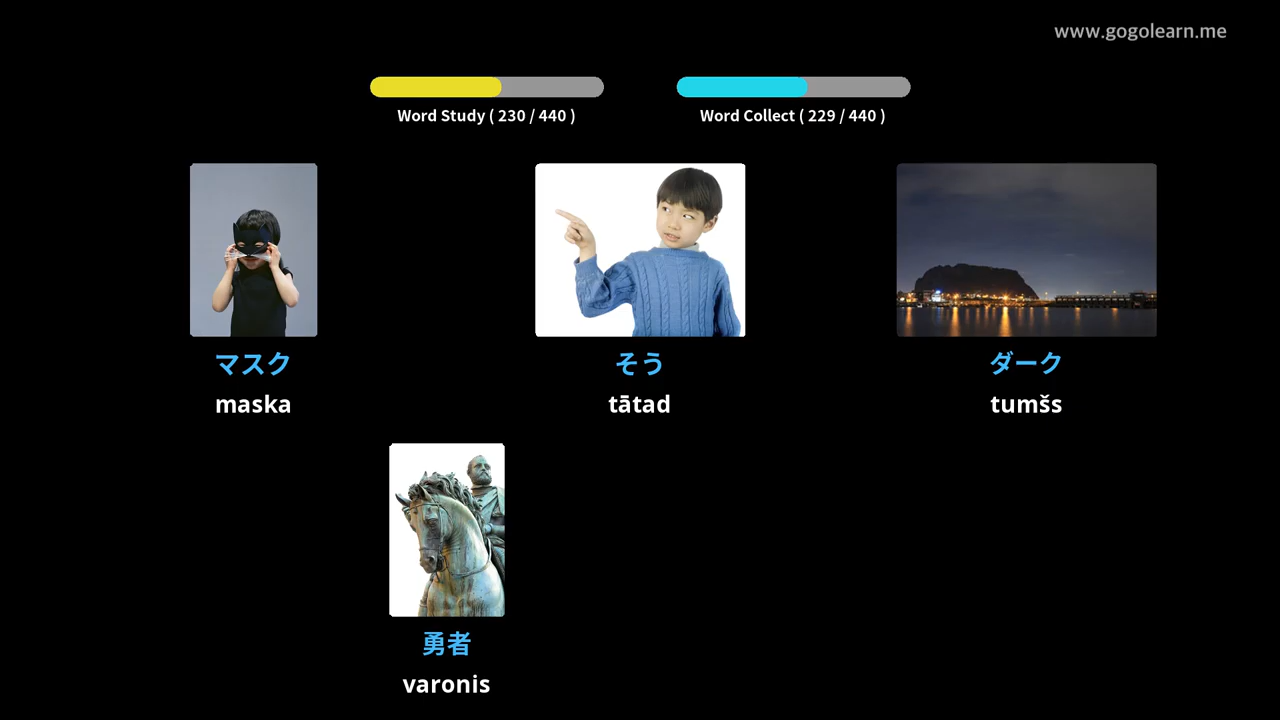 www.gogolearn.me
Word Study ( 230 / 440 )
Word Collect ( 229 / 440 )
マスク
maska
そう
tātad
ダーク
tumšs
勇者
varonis